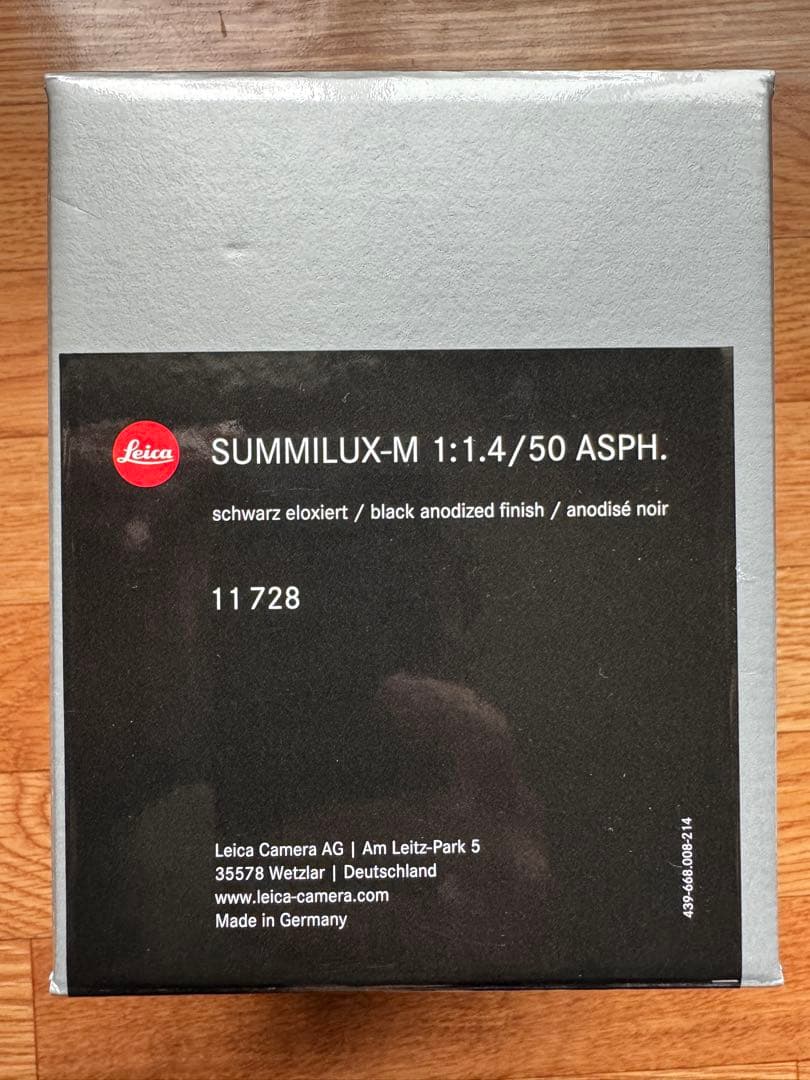 Leica
SUMMILUX-M 1:1.4/50 ASPH.
schwarz eloxiert / black anodized finish / anodisé noir
11 728
Leica Camera AG | Am Leitz-Park 5
35578 Wetzlar | Deutschland
www.leica-camera.com
Made in Germany
439-668.008-214